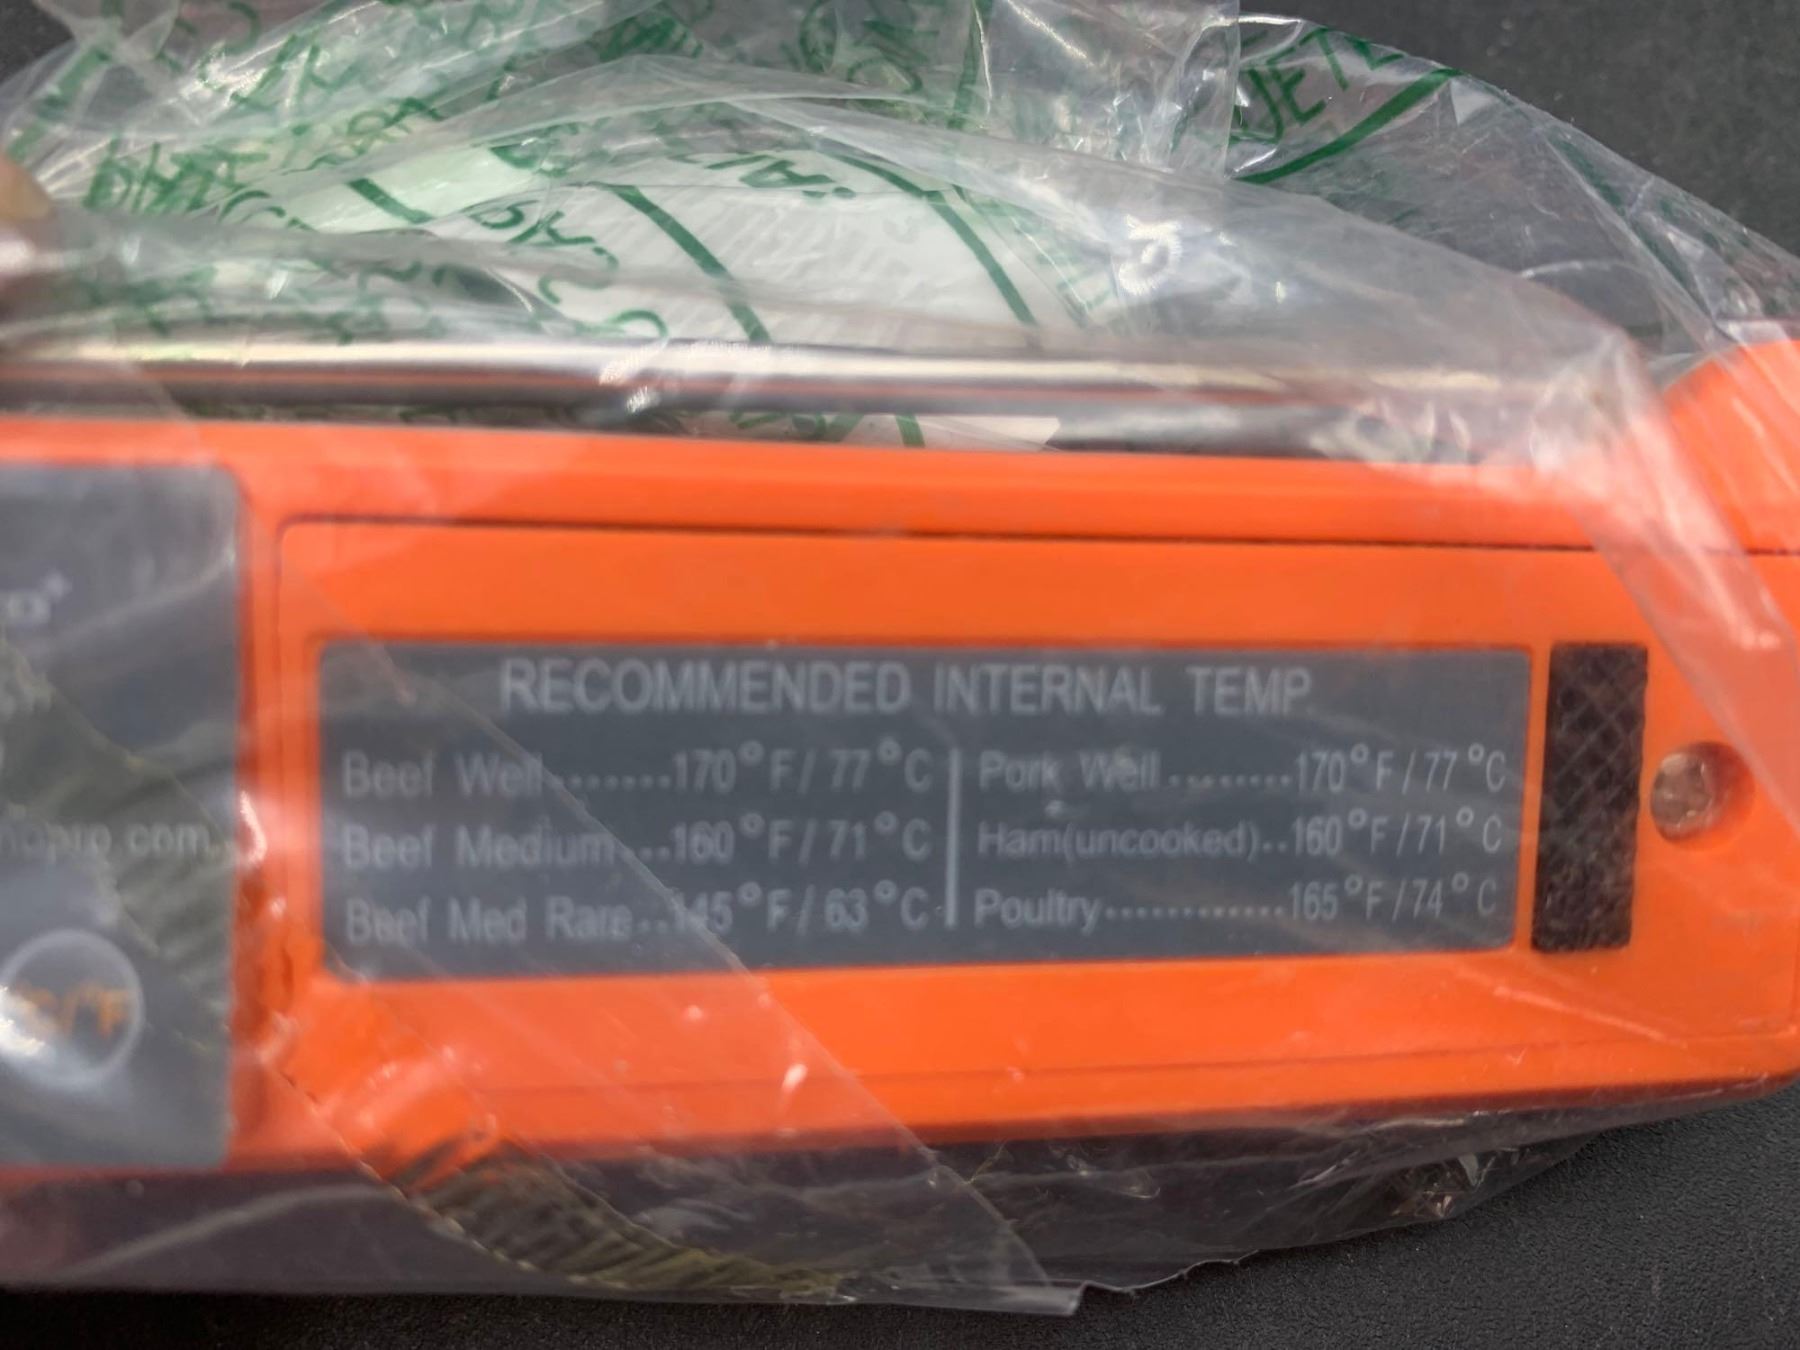 RECOMMENDED INTERNAL TEMP.
Beef Well.......170°F/77°C
Beef Medium...160°F/71°C
Beef Med Rare..145°F/63°C
Pork Well.........170°F/77°C
Ham(uncooked)..160°F/71°C
Poultry.............165°F/74°C
.com
°C/°F